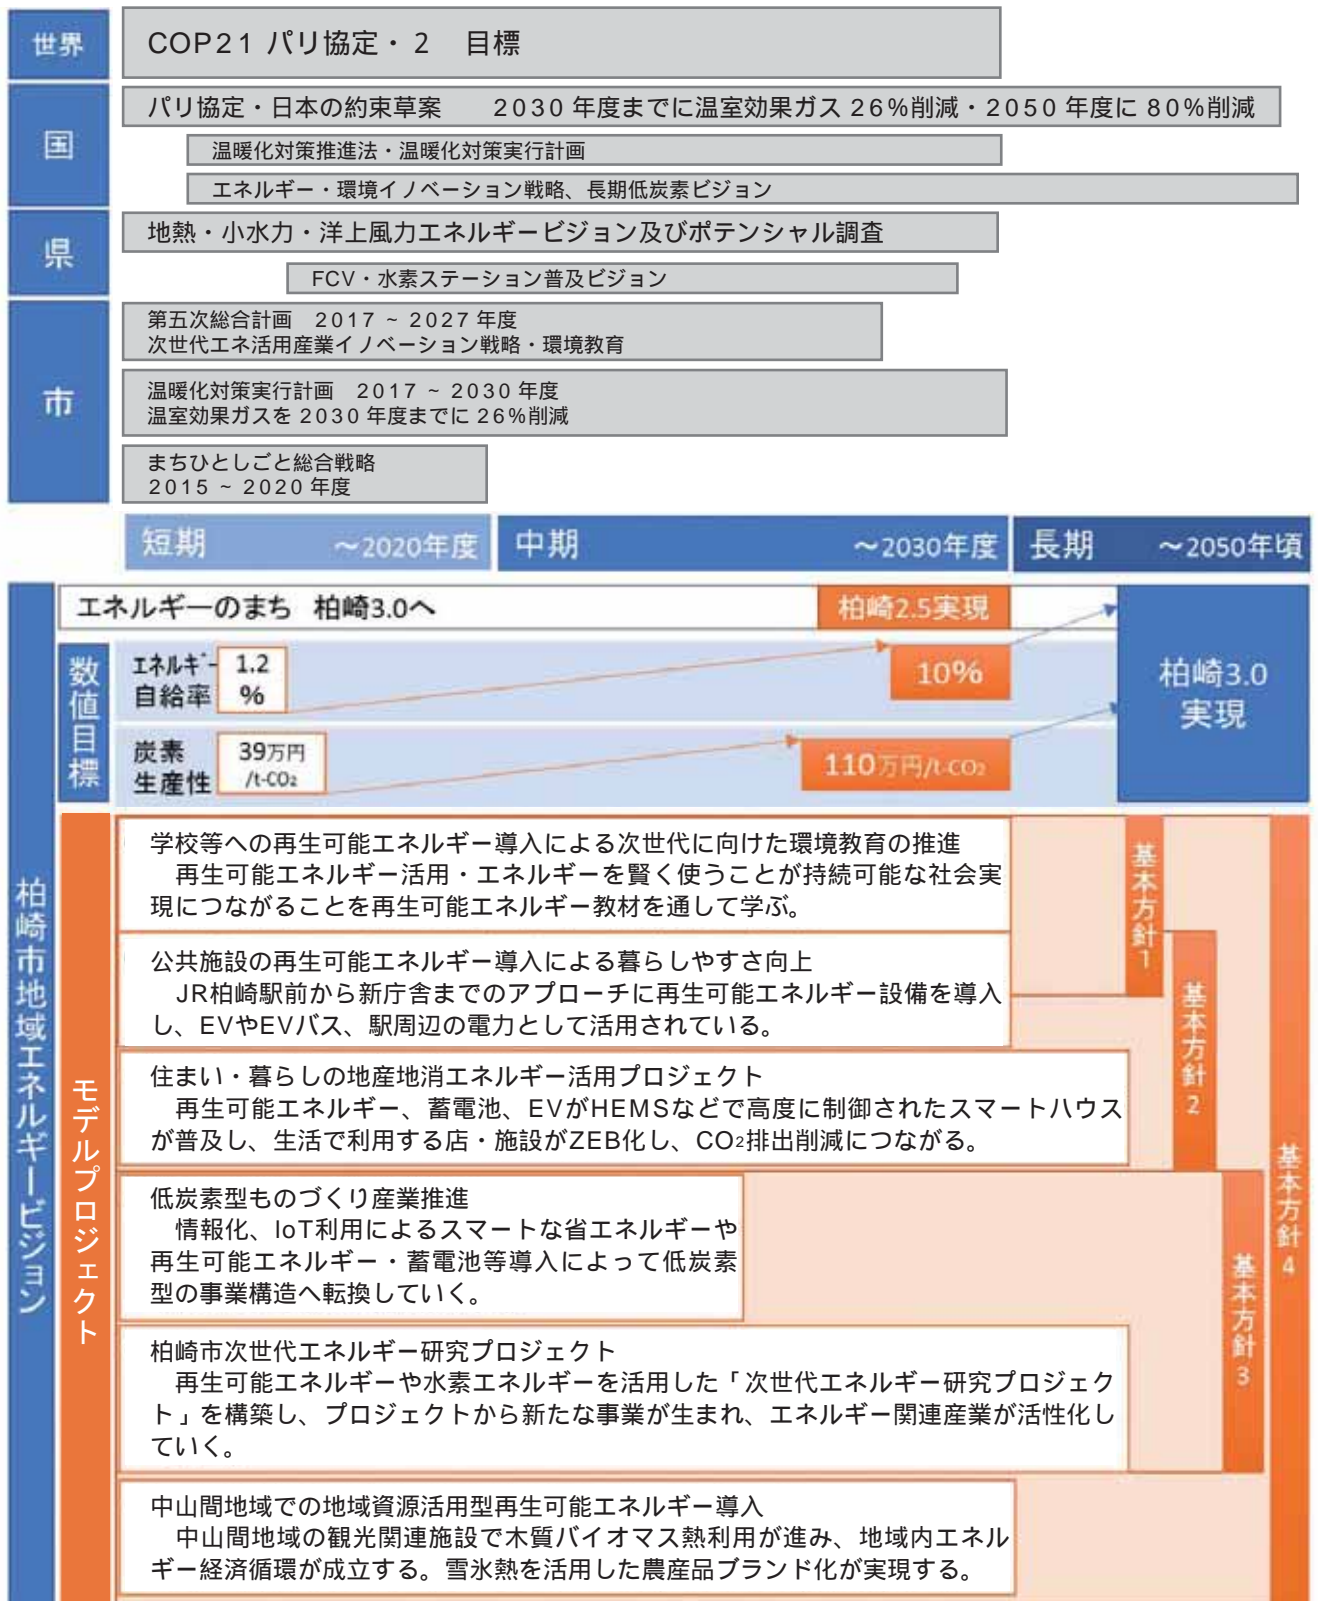 世界
COP21 パリ協定・2　目標
国
パリ協定・日本の約束草案　　2030 年度までに温室効果ガス 26%削減・2050 年度に 80%削減
温暖化対策推進法・温暖化対策実行計画
エネルギー・環境イノベーション戦略、長期低炭素ビジョン
県
地熱・小水力・洋上風力エネルギービジョン及びポテンシャル調査
FCV・水素ステーション普及ビジョン
市
第五次総合計画　2017 ~ 2027 年度
次世代エネ活用産業イノベーション戦略・環境教育
温暖化対策実行計画　2017 ~ 2030 年度
温室効果ガスを 2030 年度までに 26%削減
まちひとしごと総合戦略
2015 ~ 2020 年度
短期　～2020年度
中期　～2030年度
長期　～2050年頃
柏崎市地域エネルギービジョン
エネルギーのまち 柏崎3.0へ
柏崎2.5実現
柏崎3.0
実現
数値目標
エネルギー
自給率
1.2
%
10%
炭素
生産性
39万円
/t-CO₂
110万円/t-CO₂
モデルプロジェクト
学校等への再生可能エネルギー導入による次世代に向けた環境教育の推進
　再生可能エネルギー活用・エネルギーを賢く使うことが持続可能な社会実
現につながることを再生可能エネルギー教材を通して学ぶ。
公共施設の再生可能エネルギー導入による暮らしやすさ向上
　JR柏崎駅前から新庁舎までのアプローチに再生可能エネルギー設備を導入
し、EVやEVバス、駅周辺の電力として活用されている。
住まい・暮らしの地産地消エネルギー活用プロジェクト
　再生可能エネルギー、蓄電池、EVがHEMSなどで高度に制御されたスマートハウス
が普及し、生活で利用する店・施設がZEB化し、CO₂排出削減につながる。
低炭素型ものづくり産業推進
　情報化、IoT利用によるスマートな省エネルギーや
再生可能エネルギー・蓄電池等導入によって低炭素
型の事業構造へ転換していく。
柏崎市次世代エネルギー研究プロジェクト
　再生可能エネルギーや水素エネルギーを活用した「次世代エネルギー研究プロジェク
ト」を構築し、プロジェクトから新たな事業が生まれ、エネルギー関連産業が活性化し
ていく。
中山間地域での地域資源活用型再生可能エネルギー導入
　中山間地域の観光関連施設で木質バイオマス熱利用が進み、地域内エネル
ギー経済循環が成立する。雪氷熱を活用した農産品ブランド化が実現する。
基本方針1
基本方針2
基本方針3
基本方針4